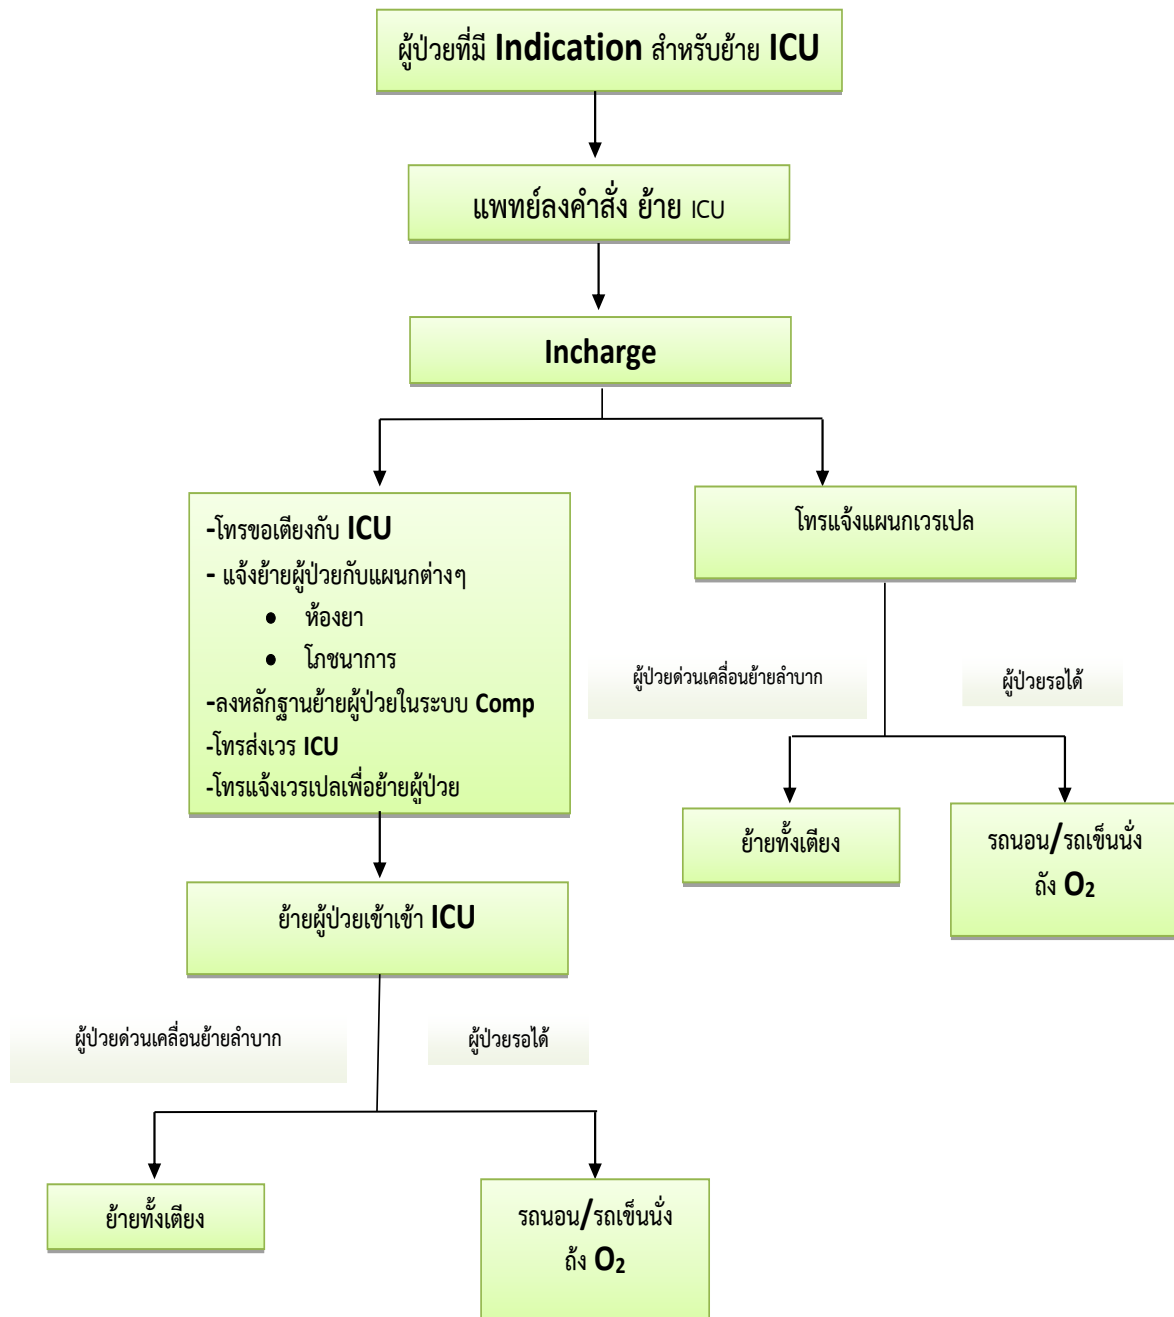 ผู้ป่วยที่มี Indication สำหรับย้าย ICU
แพทย์ลงคำสั่ง ย้าย ICU
Incharge
-โทรขอเตียงกับ ICU
- แจ้งย้ายผู้ป่วยกับแผนกต่างๆ
● ห้องยา
● โภชนาการ
-ลงหลักฐานย้ายผู้ป่วยในระบบ Comp
-โทรส่งเวร ICU
-โทรแจ้งเวรเปลเพื่อย้ายผู้ป่วย
โทรแจ้งแผนกเวรเปล
ผู้ป่วยด่วนเคลื่อนย้ายลำบาก
ผู้ป่วยรอได้
ย้ายทั้งเตียง
รถนอน/รถเข็นนั่ง
ถัง O₂
ย้ายผู้ป่วยเข้าเข้า ICU
ผู้ป่วยด่วนเคลื่อนย้ายลำบาก
ผู้ป่วยรอได้
ย้ายทั้งเตียง
รถนอน/รถเข็นนั่ง
ถ้ง O₂